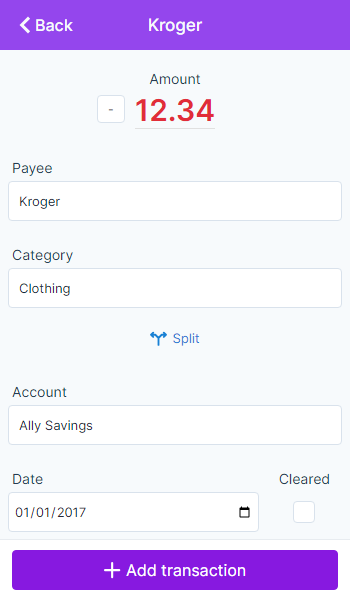 Back
Kroger
Amount
- 12.34
Payee
Kroger
Category
Clothing
Split
Account
Ally Savings
Date
Cleared
01/01/2017
Add transaction